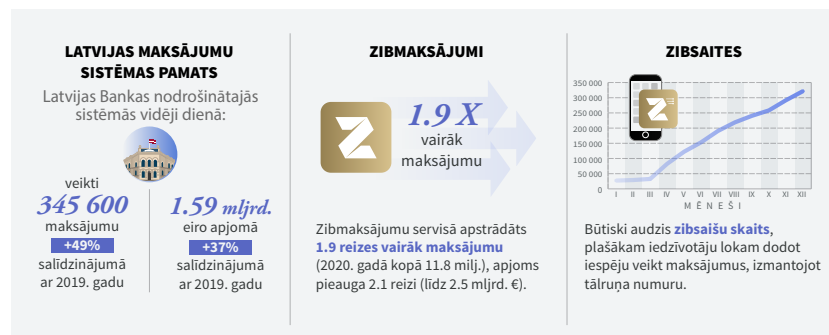 LATVIJAS MAKSĀJUMU
SISTĒMAS PAMATS
Latvijas Bankas nodrošinātajās
sistēmās vidēji dienā:
veikti
345 600
maksājumu
+49%
salīdzinājumā
ar 2019. gadu
1.59 mljrd.
eiro apjomā
+37%
salīdzinājumā
ar 2019. gadu
ZIBMAKSĀJUMI
1.9 X
vairāk
maksājumu
Zibmaksājumu servisā apstrādāts
1.9 reizes vairāk maksājumu
(2020. gadā kopā 11.8 milj.), apjoms
pieauga 2.1 reizi (līdz 2.5 mljrd. €).
ZIBSAITES
350 000
300 000
250 000
200 000
150 000
100 000
50 000
0
I II III IV V VI VII VIII IX X XI XII
MĒNEŠI
Būtiski audzis zibsaišu skaits,
plašākam iedzīvotāju lokam dodot
iespēju veikt maksājumus, izmantojot
tālruņa numuru.